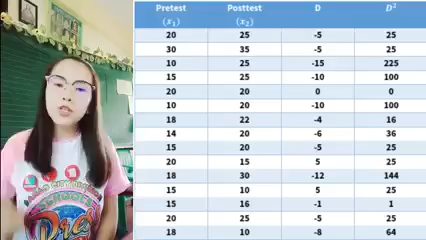 Pretest Posttest D D²
(x₁) (x₂)
20 25 -5 25
30 35 -5 25
10 25 -15 225
15 25 -10 100
20 20 0 0
10 20 -10 100
18 22 -4 16
14 20 -6 36
15 20 -5 25
20 15 5 25
18 30 -12 144
15 10 5 25
15 16 -1 1
20 25 -5 25
18 10 -8 64